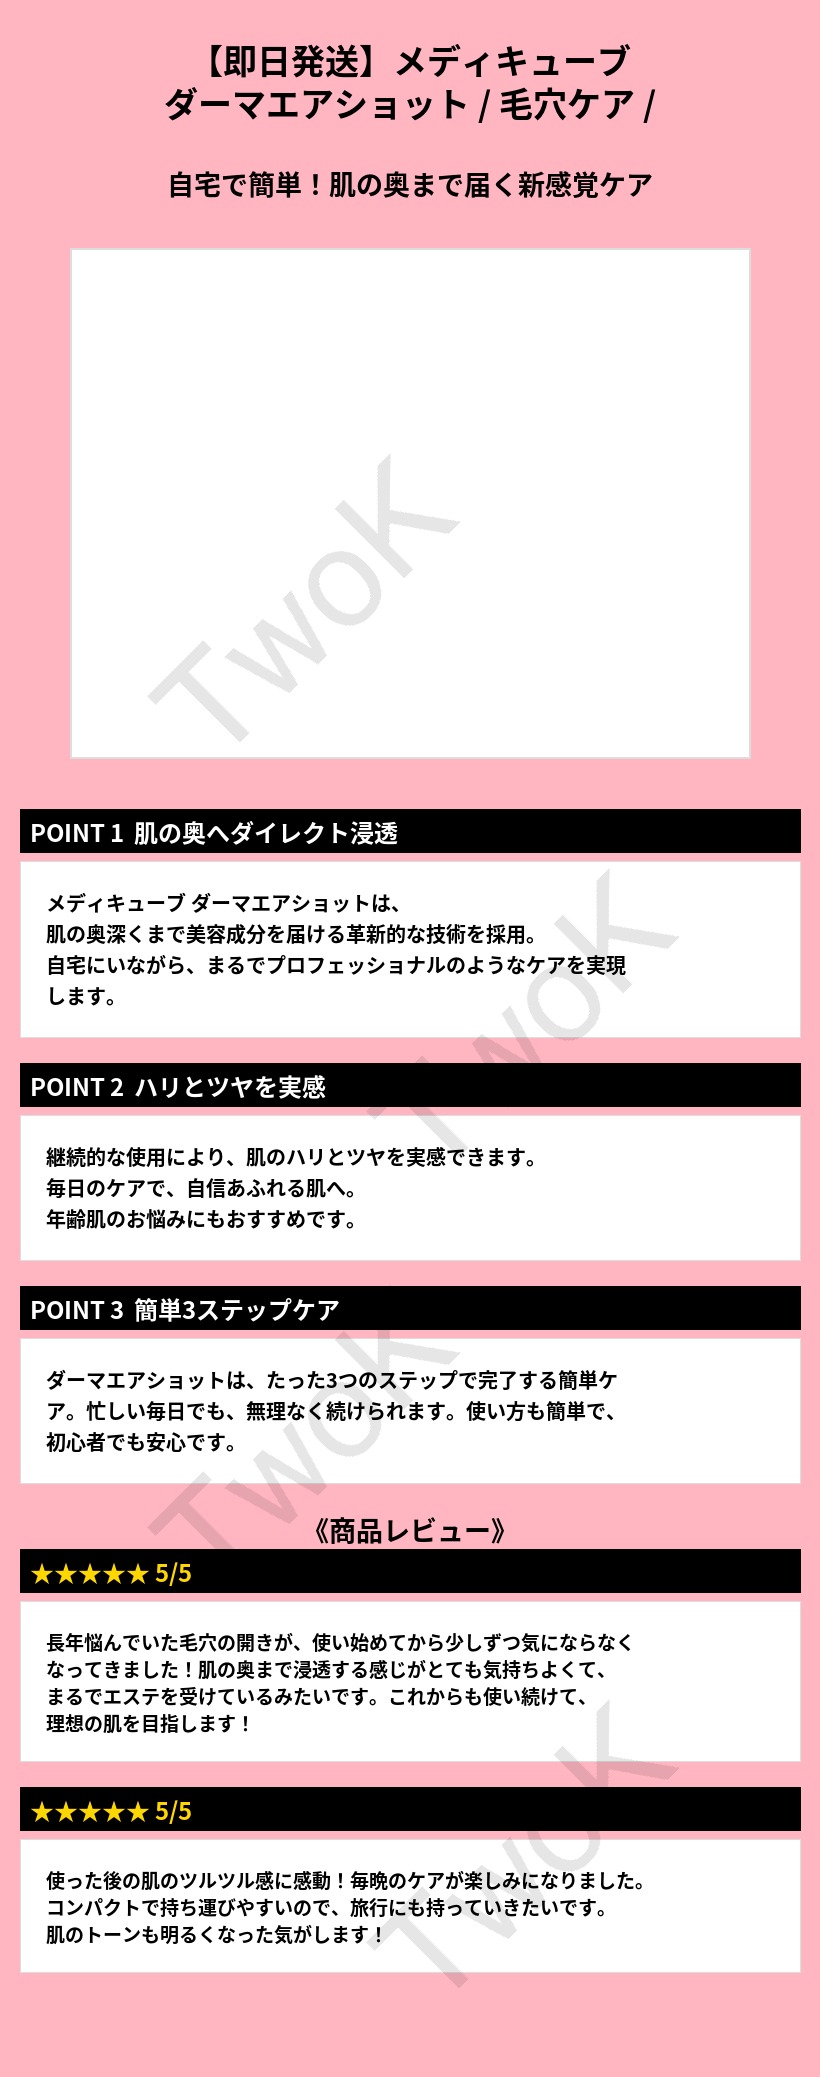 【即日発送】メディキューブ
ダーマエアショット / 毛穴ケア /
自宅で簡単！肌の奥まで届く新感覚ケア
TwoK
POINT 1 肌の奥へダイレクト浸透
メディキューブ ダーマエアショットは、
肌の奥深くまで美容成分を届ける革新的な技術を採用。
自宅にいながら、まるでプロフェッショナルのようなケアを実現
します。
TwoK
POINT 2 ハリとツヤを実感
継続的な使用により、肌のハリとツヤを実感できます。
毎日のケアで、自信あふれる肌へ。
年齢肌のお悩みにもおすすめです。
POINT 3 簡単3ステップケア
ダーマエアショットは、たった3つのステップで完了する簡単ケ
ア。忙しい毎日でも、無理なく続けられます。使い方も簡単で、
初心者でも安心です。
TwoK
《商品レビュー》
★★★★★ 5/5
長年悩んでいた毛穴の開きが、使い始めてから少しずつ気にならなく
なってきました！肌の奥まで浸透する感じがとても気持ちよくて、
まるでエステを受けているみたいです。これからも使い続けて、
理想の肌を目指します！
★★★★★ 5/5
使った後の肌のツルツル感に感動！毎晩のケアが楽しみになりました。
コンパクトで持ち運びやすいので、旅行にも持っていきたいです。
肌のトーンも明るくなった気がします！
TwoK